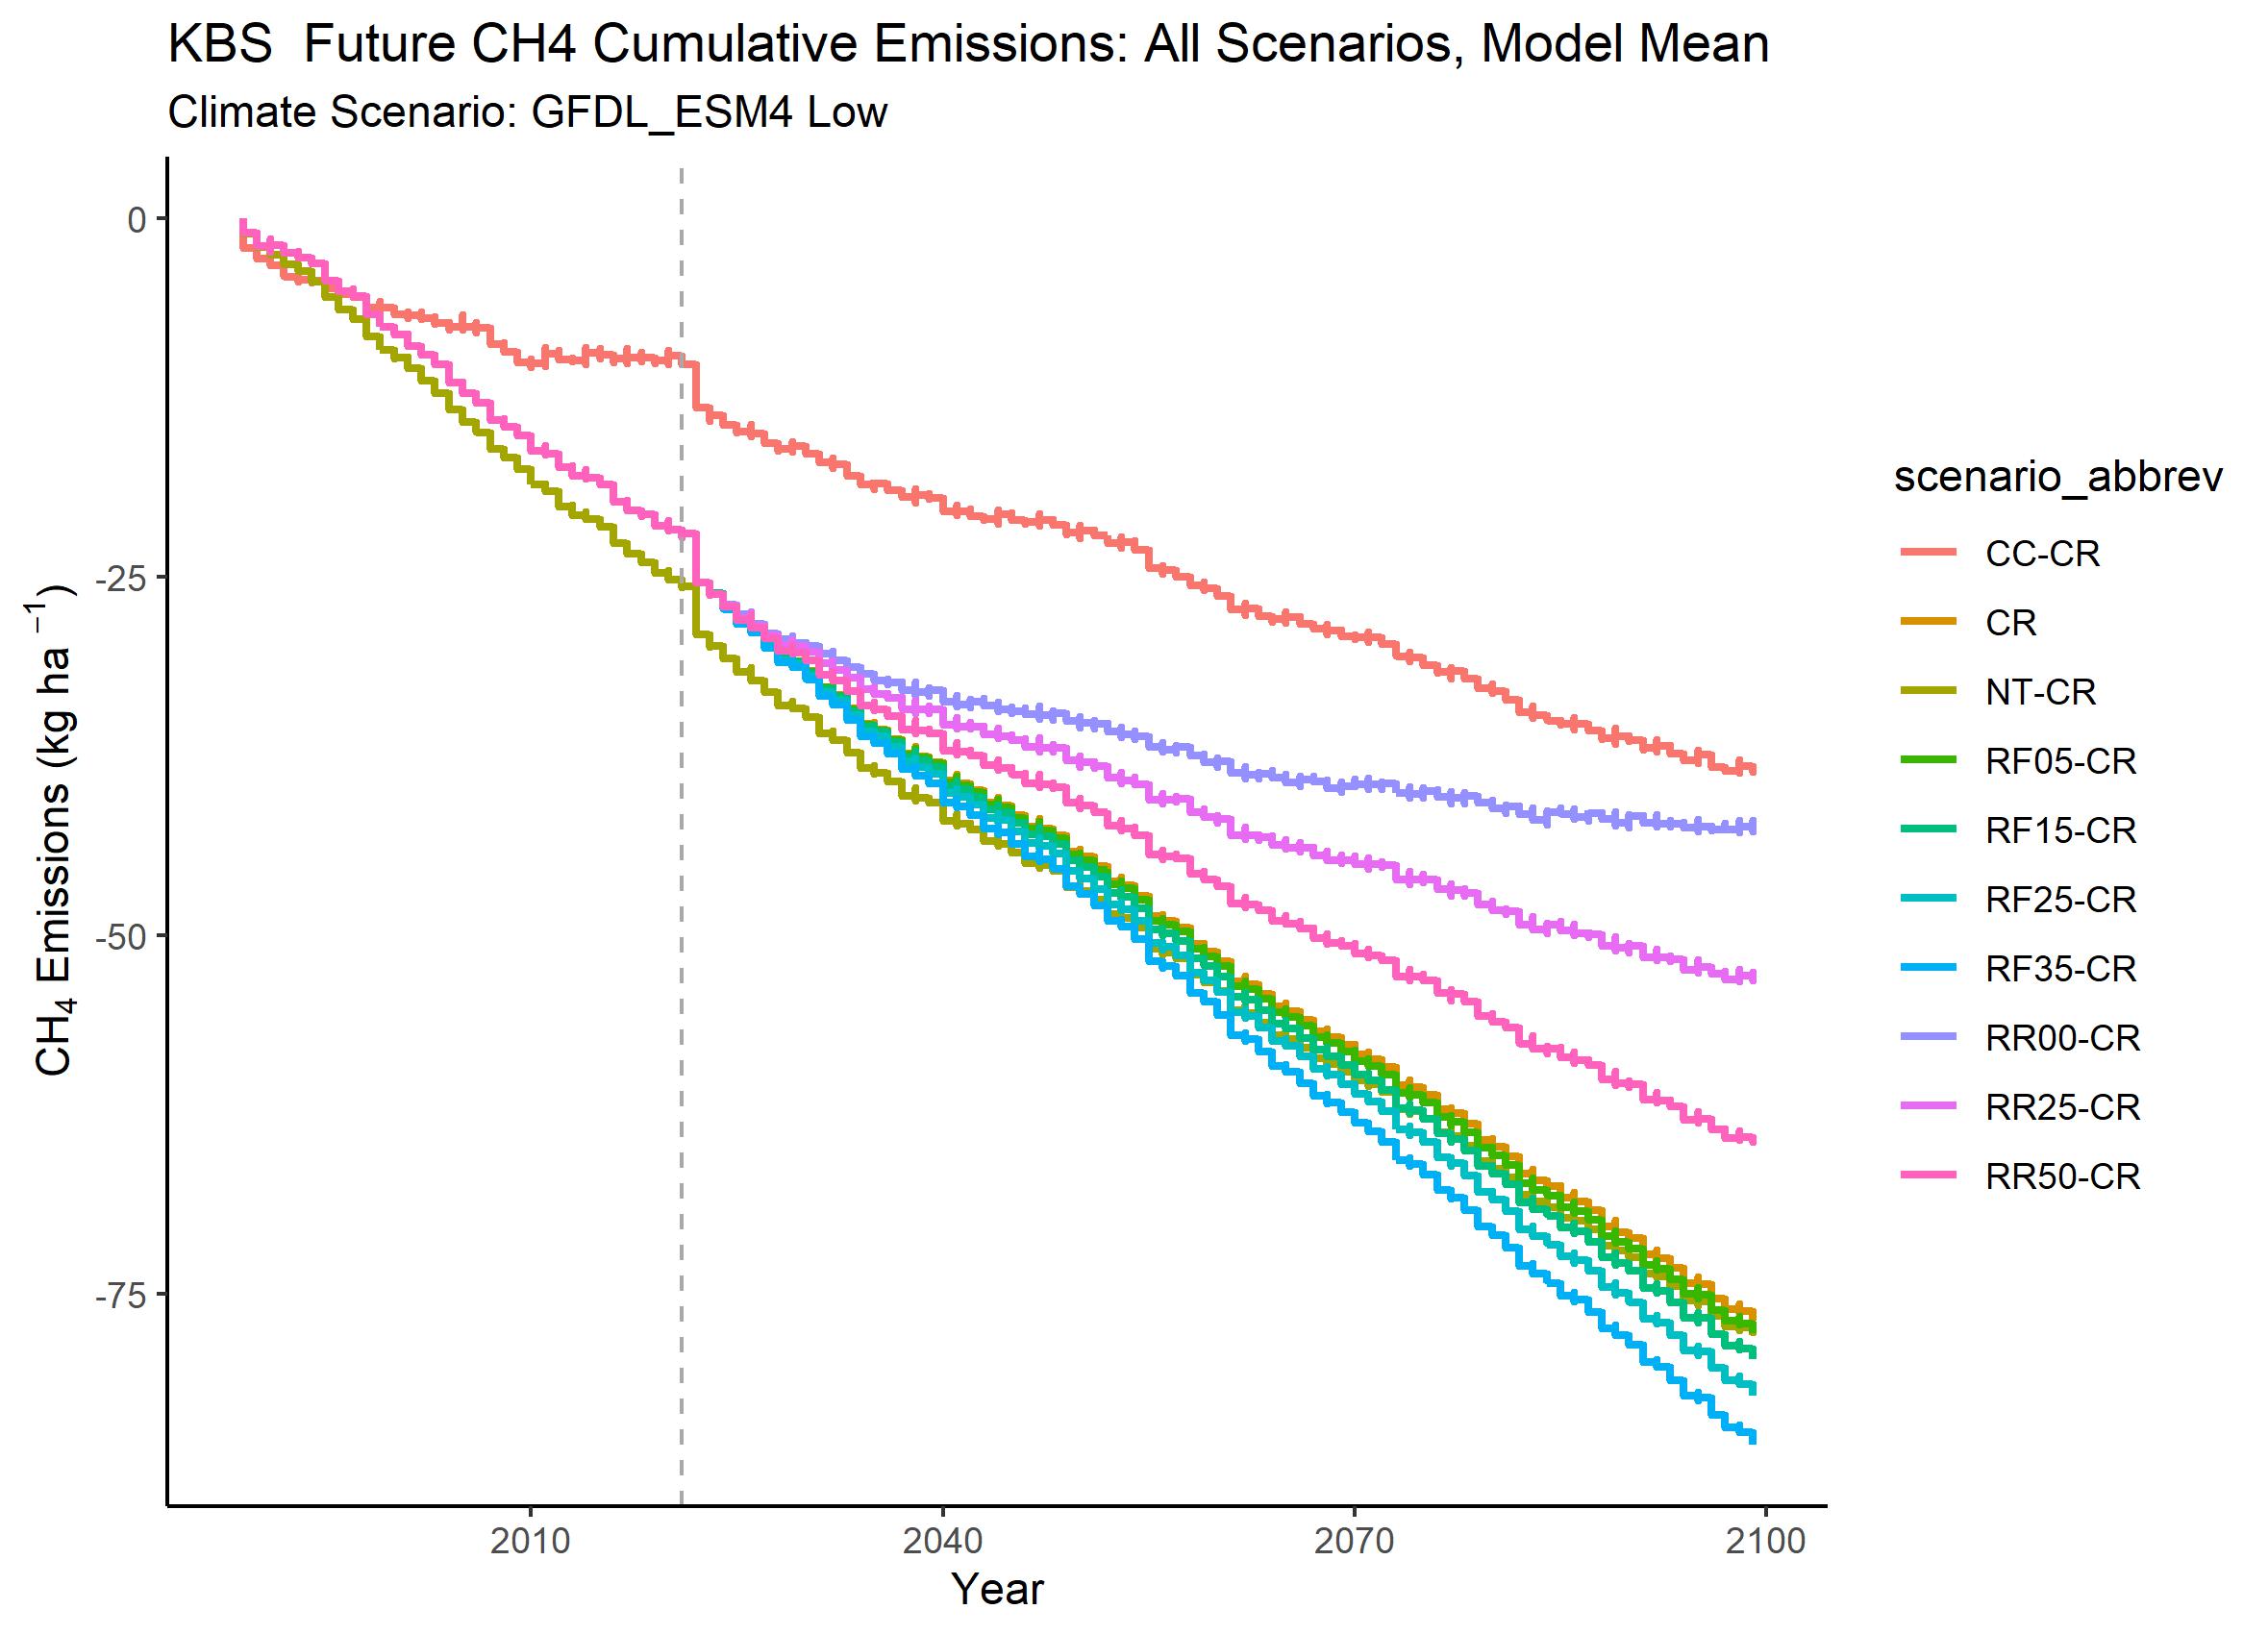 KBS  Future CH4 Cumulative Emissions: All Scenarios, Model Mean
Climate Scenario: GFDL_ESM4 Low
0
-25
-50
-75
CH₄ Emissions (kg ha ⁻¹)
2010 2040 2070 2100
Year
scenario_abbrev
CC-CR
CR
NT-CR
RF05-CR
RF15-CR
RF25-CR
RF35-CR
RR00-CR
RR25-CR
RR50-CR